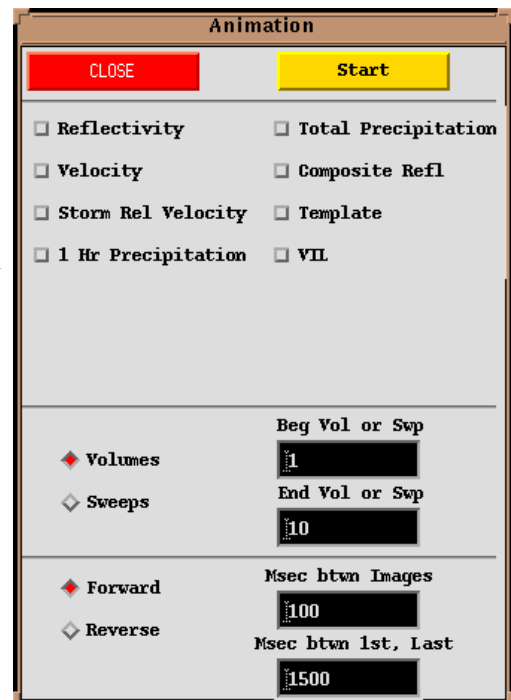 Animation
CLOSE Start
Reflectivity Total Precipitation
Velocity Composite Refl
Storm Rel Velocity Template
1 Hr Precipitation VIL
Beg Vol or Swp
Volumes 1
Sweeps End Vol or Swp
10
Forward Msec btwn Images
100
Reverse Msec btwn 1st, Last
1500